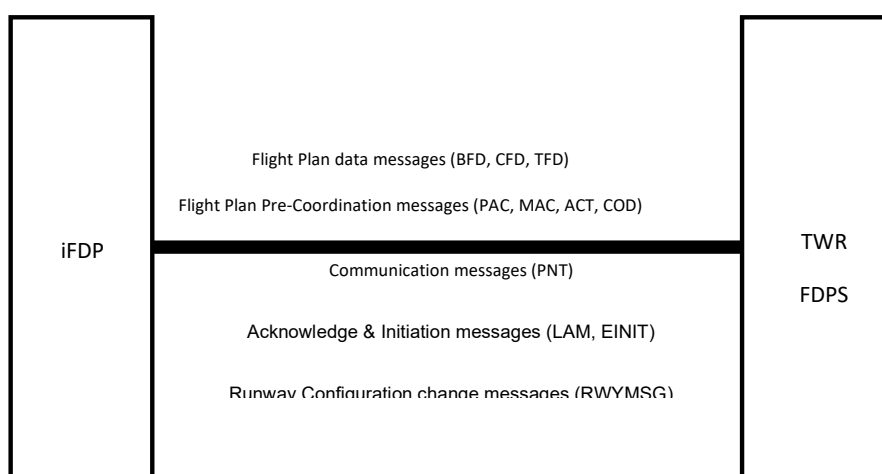 Flight Plan data messages (BFD, CFD, TFD)
Flight Plan Pre-Coordination messages (PAC, MAC, ACT, COD)
iFDP
TWR
FDPS
Communication messages (PNT)
Acknowledge & Initiation messages (LAM, EINIT)
Runway Configuration change messages (RWYMSG)